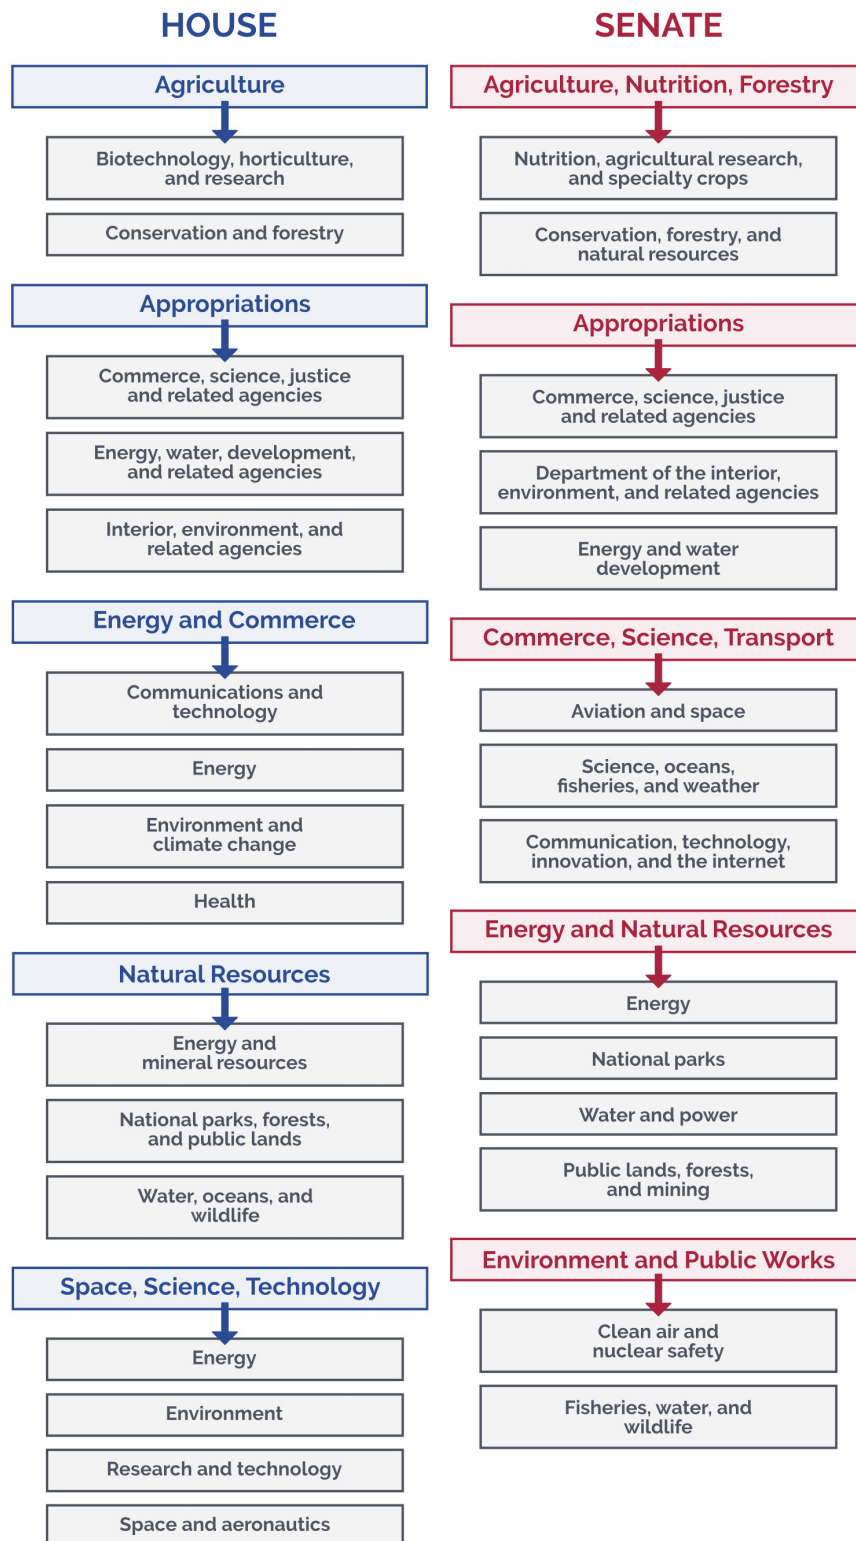 HOUSE
Agriculture
Biotechnology, horticulture,
and research
Conservation and forestry
Appropriations
Commerce, science, justice
and related agencies
Energy, water, development,
and related agencies
Interior, environment, and
related agencies
Energy and Commerce
Communications and
technology
Energy
Environment and
climate change
Health
Natural Resources
Energy and
mineral resources
National parks, forests,
and public lands
Water, oceans, and
wildlife
Space, Science, Technology
Energy
Environment
Research and technology
Space and aeronautics
SENATE
Agriculture, Nutrition, Forestry
Nutrition, agricultural research,
and specialty crops
Conservation, forestry, and
natural resources
Appropriations
Commerce, science, justice
and related agencies
Department of the interior,
environment, and related agencies
Energy and water
development
Commerce, Science, Transport
Aviation and space
Science, oceans,
fisheries, and weather
Communication, technology,
innovation, and the internet
Energy and Natural Resources
Energy
National parks
Water and power
Public lands, forests,
and mining
Environment and Public Works
Clean air and
nuclear safety
Fisheries, water, and
wildlife